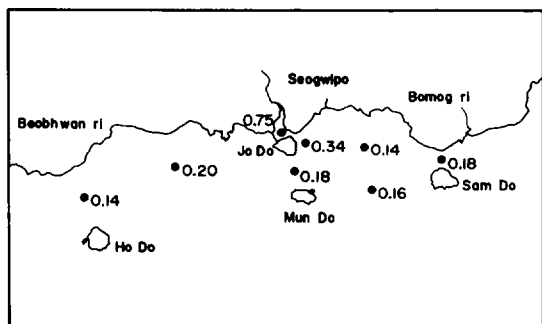 Seogwipo
Bomog ri
Beobhwan ri
0.75
Jo Do
0.34
0.14
0.18
0.20
0.18
Sam Do
0.14
0.16
Mun Do
Ho Do